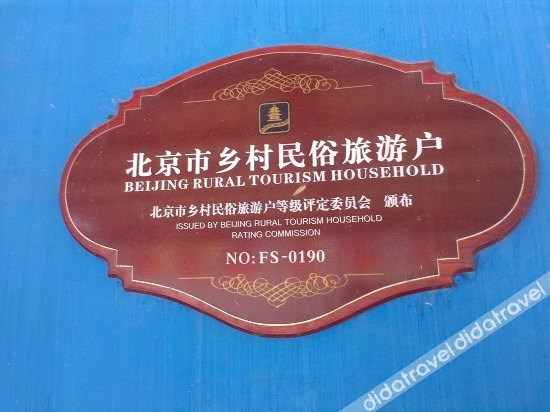 北京市乡村民俗旅游户
BEIJING RURAL TOURISM HOUSEHOLD
北京市乡村民俗旅游户等级评定委员会 颁布
ISSUED BY BEIJING RURAL TOURISM HOUSEHOLD
RATING COMMISSION
NO: FS-0190
didatravel didatravel